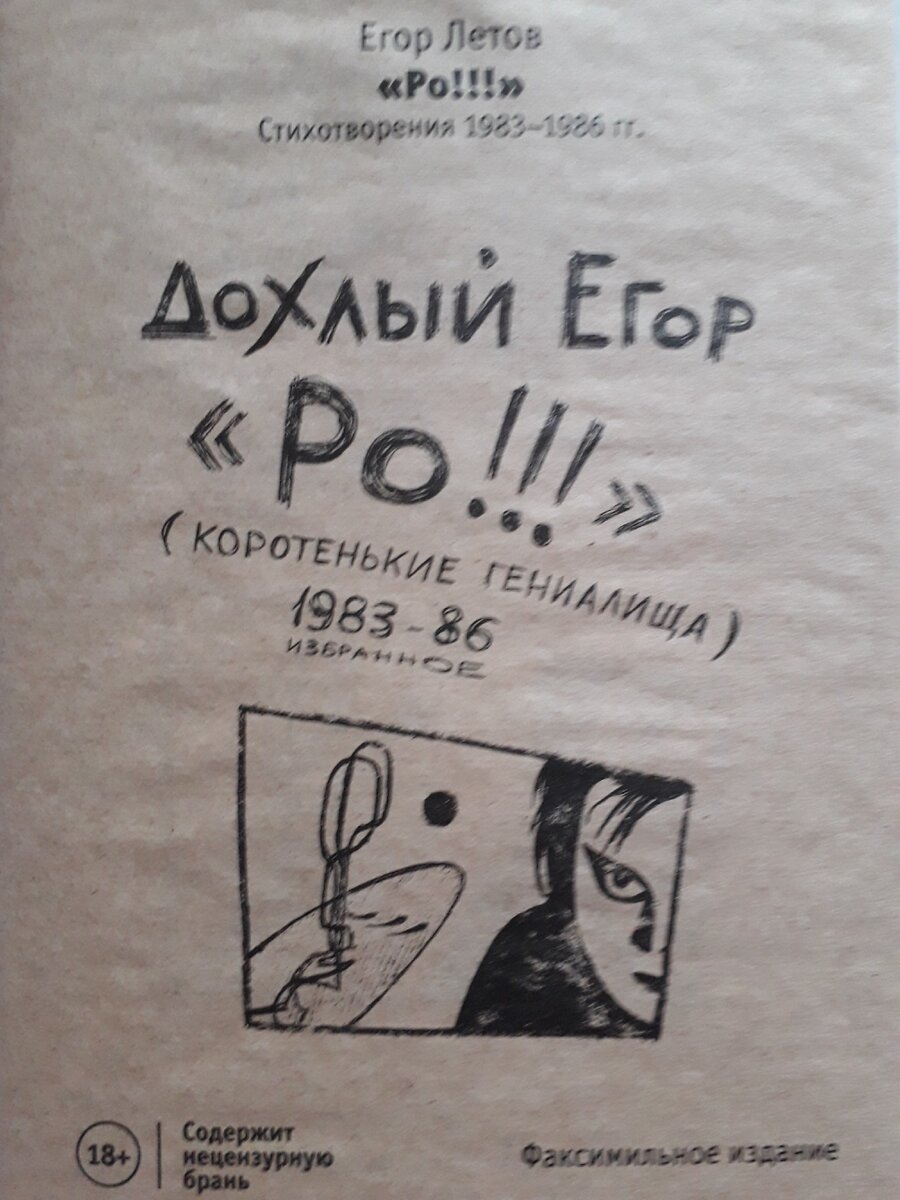 Егор Летов
«Ро!!!»
Стихотворения 1983–1986 гг.
Дохлый Егор
«Ро!!!»
(коротенькие гениалища)
1983-86
избранное
18+
Содержит
нецензурную
брань
Факсимильное издание